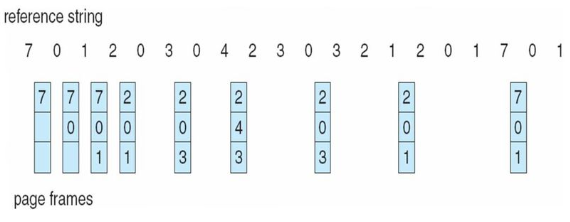 reference string
7 0 1 2 0 3 0 4 2 3 0 3 2 1 2 0 1 7 0 1
7 7 7 2 2 2 2 2 7
0 0 0 0 4 0 0 0
1 1 3 3 3 1 1
page frames